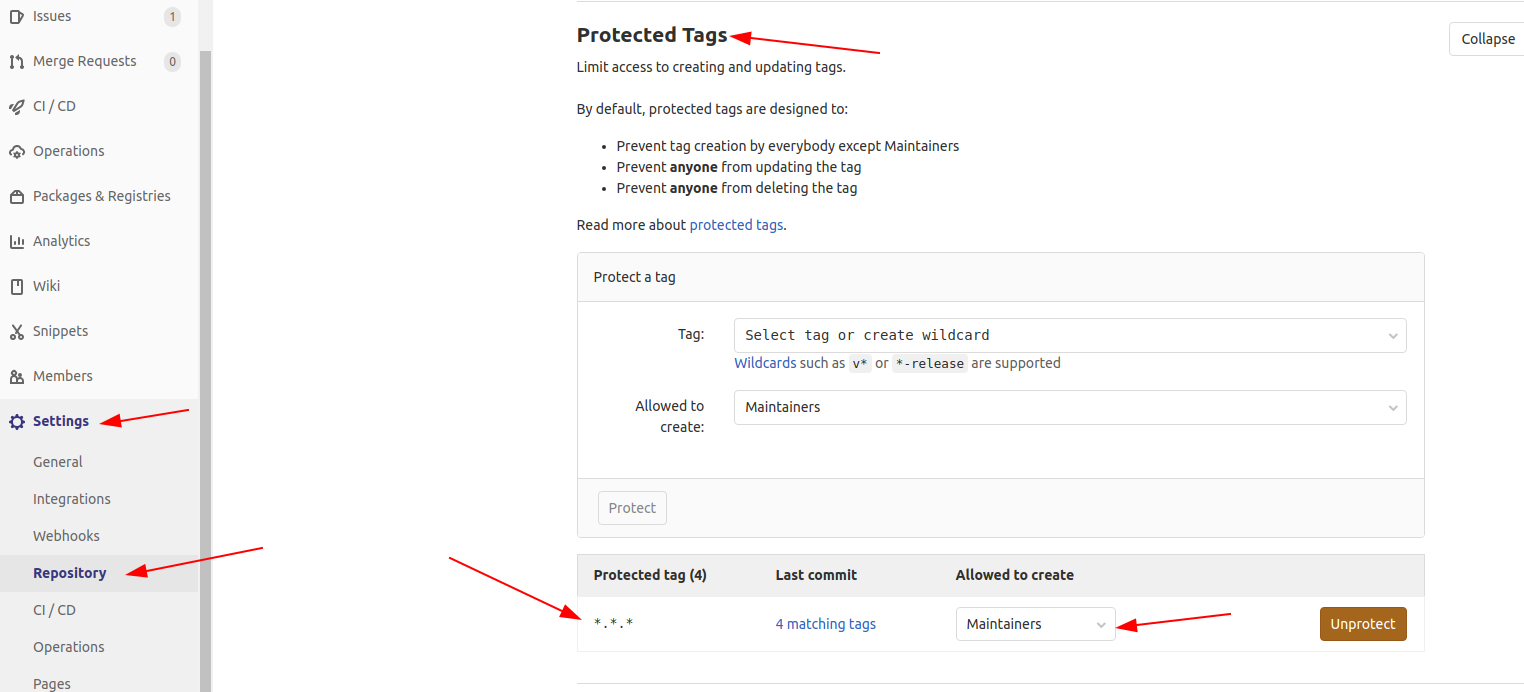 Issues 1
Merge Requests 0
CI / CD
Operations
Packages & Registries
Analytics
Wiki
Snippets
Members
Settings
General
Integrations
Webhooks
Repository
CI / CD
Operations
Pages
Protected Tags
Collapse
Limit access to creating and updating tags.
By default, protected tags are designed to:
• Prevent tag creation by everybody except Maintainers
• Prevent anyone from updating the tag
• Prevent anyone from deleting the tag
Read more about protected tags.
Protect a tag
Tag: Select tag or create wildcard
Wildcards such as v* or *-release are supported
Allowed to Maintainers
create:
Protect
Protected tag (4) Last commit Allowed to create
*.*.* 4 matching tags Maintainers Unprotect